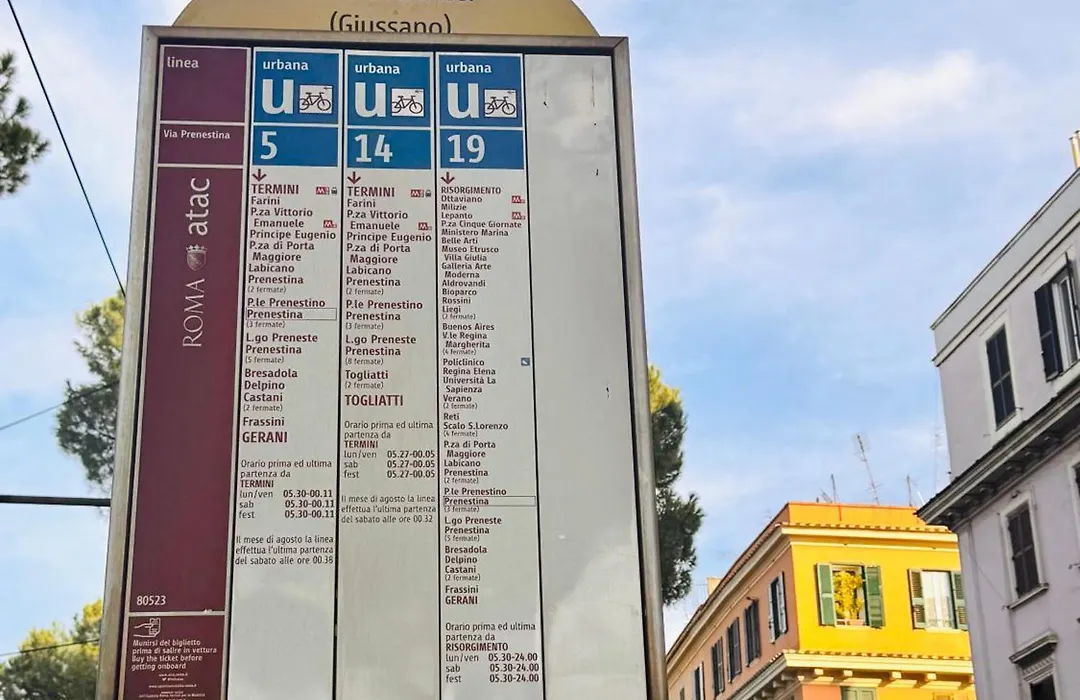 (Giussano)
linea
Via Prenestina
ROMA atac
80523
Munirsi del biglietto
prima di salire in vettura
Buy the ticket before
getting onboard
urbana
U
5
TERMINI
Farini
P.za Vittorio
Emanuele
Principe Eugenio
P.za di Porta
Maggiore
Labicano
Prenestina
(2 fermate)
P.le Prenestino
Prenestina
(3 fermate)
L.go Preneste
Prenestina
(5 fermate)
Bresadola
Delpino
Castani
(2 fermate)
Frassini
GERANI
Orario prima ed ultima
partenza da
TERMINI
lun/ven 05.30-00.11
sab 05.30-00.11
fest 05.30-00.11
Il mese di agosto la linea
effettua l'ultima partenza
del sabato alle ore 00.38
urbana
U
14
TERMINI
Farini
P.za Vittorio
Emanuele
Principe Eugenio
P.za di Porta
Maggiore
Labicano
Prenestina
(2 fermate)
P.le Prenestino
Prenestina
(3 fermate)
L.go Preneste
Prenestina
(8 fermate)
Togliatti
(2 fermate)
TOGLIATTI
Orario prima ed ultima
partenza da
TERMINI
lun/ven 05.27-00.05
sab 05.27-00.05
fest 05.27-00.05
Il mese di agosto la linea
effettua l'ultima partenza
del sabato alle ore 00.32
urbana
U
19
RISORGIMENTO
Ottaviano
Milizie
Lepanto
P.za Cinque Giornate
Ministero Marina
Belle Arti
Museo Etrusco
Villa Giulia
Galleria Arte
Moderna
Aldrovandi
Bioparco
Rossini
Liegi
(2 fermate)
Buenos Aires
V.le Regina
Margherita
(4 fermate)
Policlinico
Regina Elena
Università La
Sapienza
Verano
(2 fermate)
Reti
Scalo S.Lorenzo
(4 fermate)
P.za di Porta
Maggiore
Labicano
Prenestina
(2 fermate)
P.le Prenestino
Prenestina
(3 fermate)
L.go Preneste
Prenestina
(5 fermate)
Bresadola
Delpino
Castani
(2 fermate)
Frassini
GERANI
Orario prima ed ultima
partenza da
RISORGIMENTO
lun/ven 05.30-24.00
sab 05.30-24.00
fest 05.30-24.00